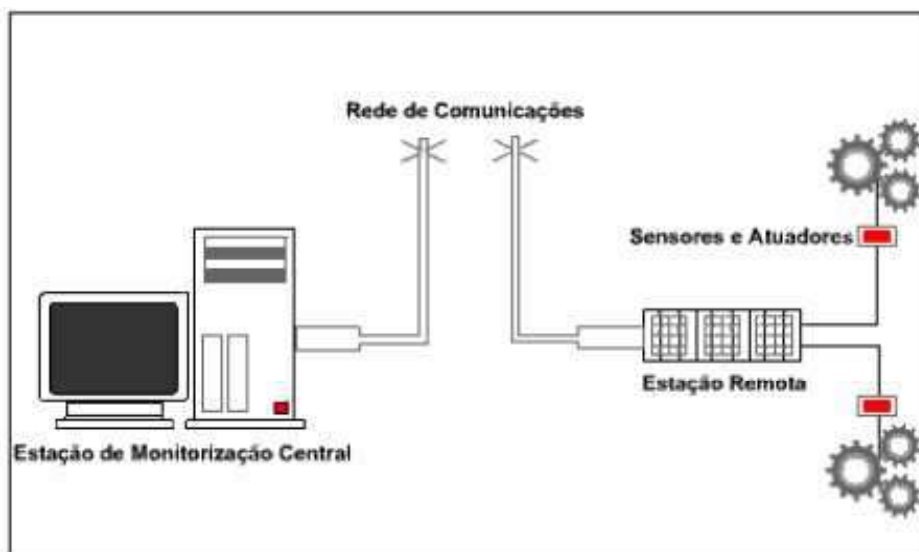 Rede de Comunicações
Sensores e Atuadores
Estação Remota
Estação de Monitorização Central